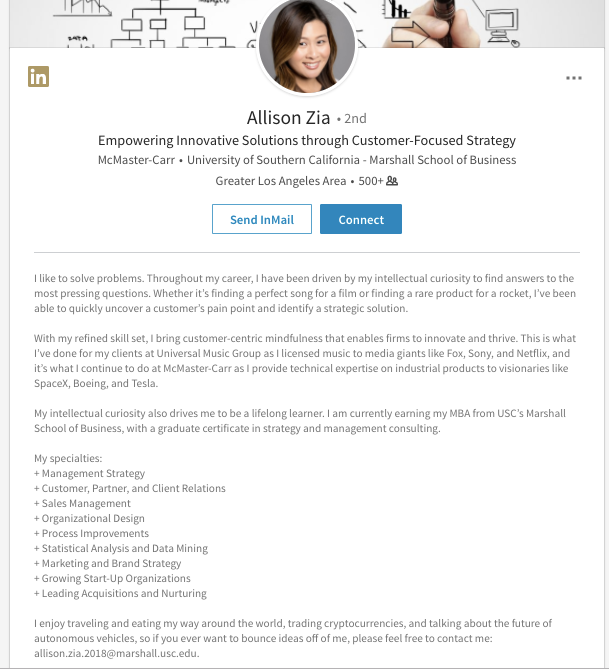 DATA
in
Allison Zia • 2nd
Empowering Innovative Solutions through Customer-Focused Strategy
McMaster-Carr • University of Southern California - Marshall School of Business
Greater Los Angeles Area • 500+
Send InMail Connect
I like to solve problems. Throughout my career, I have been driven by my intellectual curiosity to find answers to the
most pressing questions. Whether it’s finding a perfect song for a film or finding a rare product for a rocket, I’ve been
able to quickly uncover a customer’s pain point and identify a strategic solution.
With my refined skill set, I bring customer-centric mindfulness that enables firms to innovate and thrive. This is what
I’ve done for my clients at Universal Music Group as I licensed music to media giants like Fox, Sony, and Netflix, and
it’s what I continue to do at McMaster-Carr as I provide technical expertise on industrial products to visionaries like
SpaceX, Boeing, and Tesla.
My intellectual curiosity also drives me to be a lifelong learner. I am currently earning my MBA from USC’s Marshall
School of Business, with a graduate certificate in strategy and management consulting.
My specialties:
+ Management Strategy
+ Customer, Partner, and Client Relations
+ Sales Management
+ Organizational Design
+ Process Improvements
+ Statistical Analysis and Data Mining
+ Marketing and Brand Strategy
+ Growing Start-Up Organizations
+ Leading Acquisitions and Nurturing
I enjoy traveling and eating my way around the world, trading cryptocurrencies, and talking about the future of
autonomous vehicles, so if you ever want to bounce ideas off of me, please feel free to contact me:
allison.zia.2018@marshall.usc.edu.